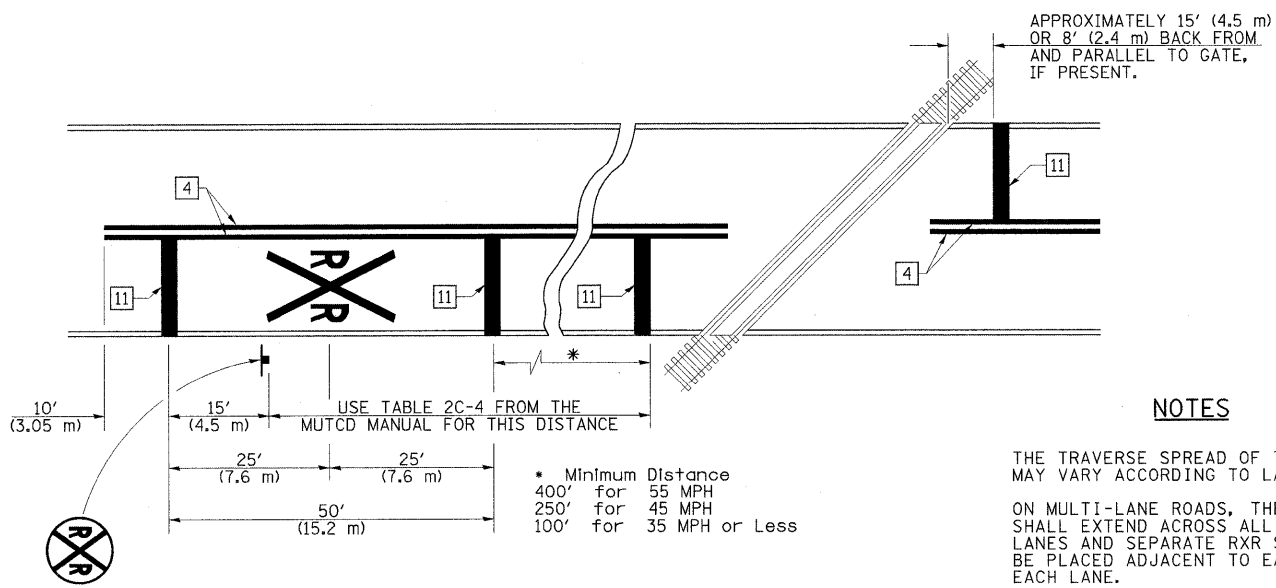 APPROXIMATELY 15' (4.5 m)
OR 8' (2.4 m) BACK FROM
AND PARALLEL TO GATE,
IF PRESENT.
4
11
11
R
R
11
11
4
*
10'
(3.05 m)
15'
(4.5 m)
USE TABLE 2C-4 FROM THE
MUTCD MANUAL FOR THIS DISTANCE
25'
(7.6 m)
25'
(7.6 m)
50'
(15.2 m)
* Minimum Distance
400' for 55 MPH
250' for 45 MPH
100' for 35 MPH or Less
R
R
NOTES
THE TRAVERSE SPREAD OF
MAY VARY ACCORDING TO
ON MULTI-LANE ROADS,
SHALL EXTEND ACROSS ALL
LANES AND SEPARATE RXR
BE PLACED ADJACENT TO
EACH LANE.